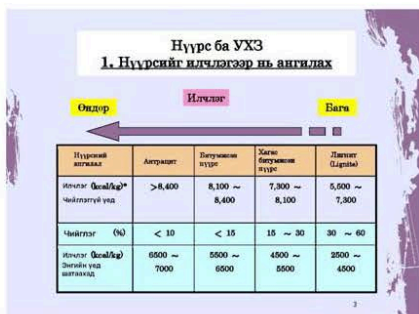 Нүүрс ба УХЗ
1. Нүүрсийг илчлэгээр нь ангилах
Өндөр
Илчлэг
Бага
Нүүрсний ангилал
Антрацит
Битумжсэн нүүрс
Хагас битумжсэн нүүрс
Лигнит (Lignite)
Илчлэг (kcal/kg)*
Чийглэггүй үед
>8,400
8,100 ~ 8,400
7,300 ~ 8,100
5,500 ~ 7,300
Чийглэг (%)
< 10
< 15
15 ~ 30
30 ~ 60
Илчлэг (kcal/kg)
Энгийн үед шатаахад
6500 ~ 7000
5500 ~ 6500
4500 ~ 5500
2500 ~ 4500